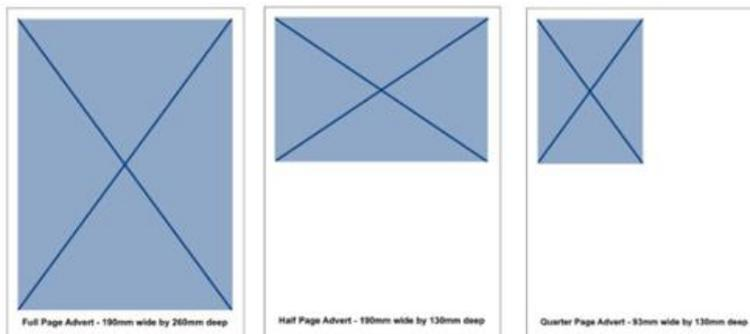 Full Page Advert - 190mm wide by 260mm deep
Half Page Advert - 190mm wide by 130mm deep
Quarter Page Advert - 93mm wide by 130mm deep